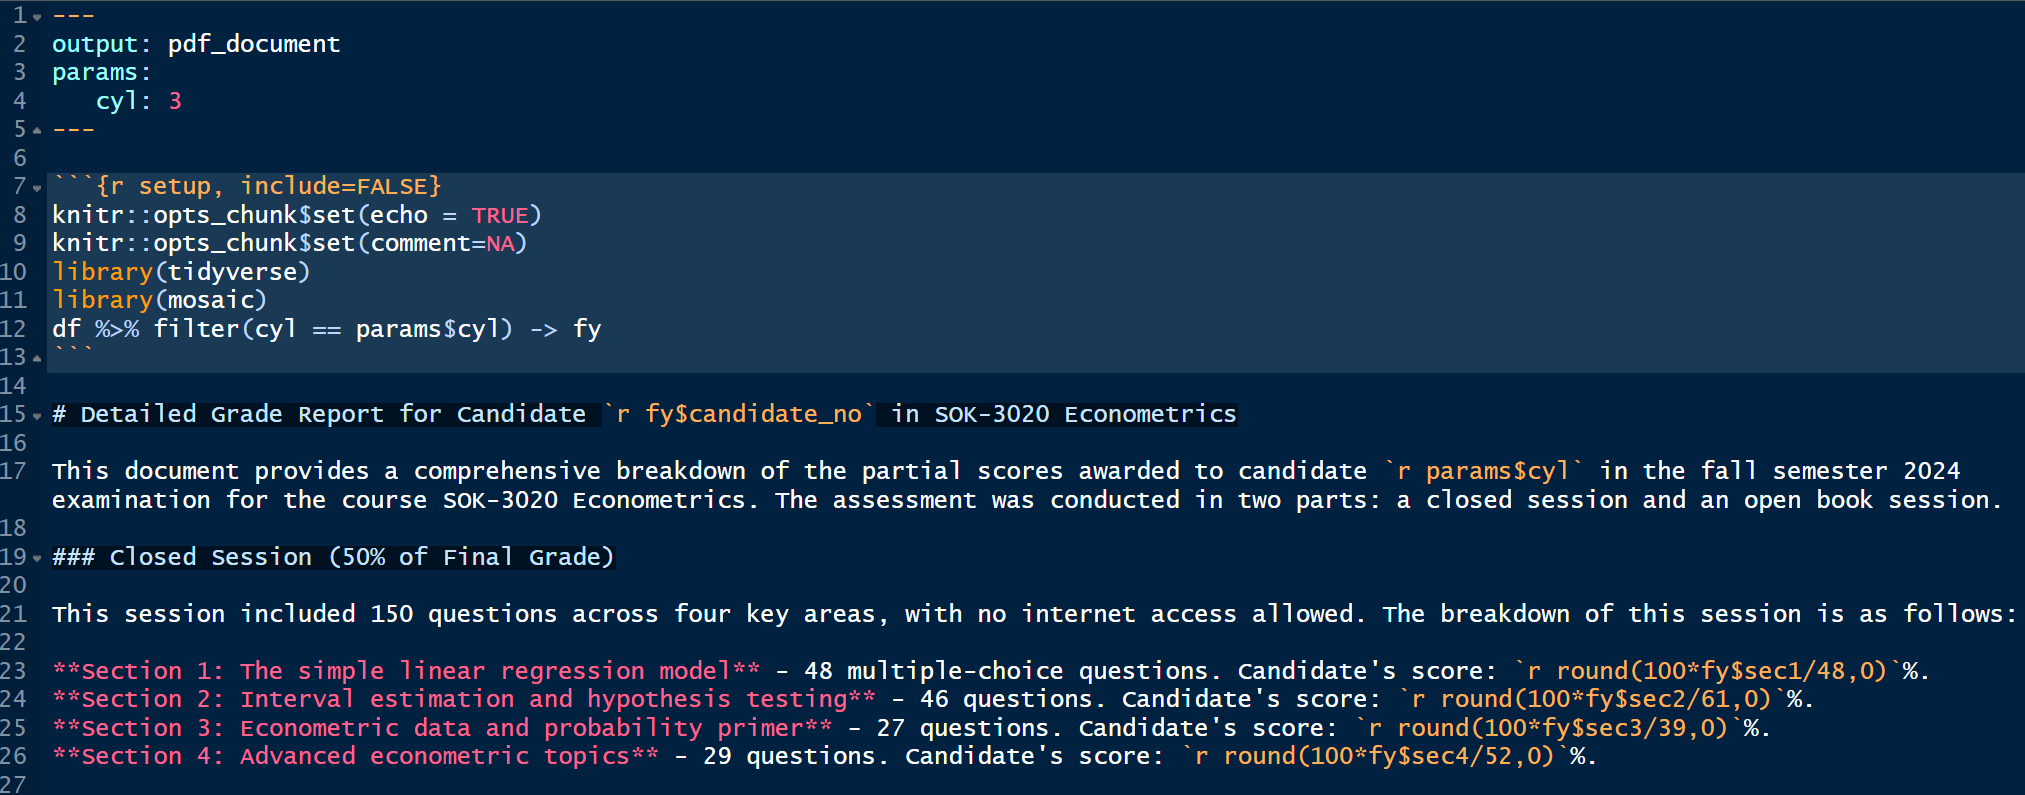 1 ---
2 output: pdf_document
3 params:
4    cyl: 3
5 ---
6
7 ```{r setup, include=FALSE}
8 knitr::opts_chunk$set(echo = TRUE)
9 knitr::opts_chunk$set(comment=NA)
10 library(tidyverse)
11 library(mosaic)
12 df %>% filter(cyl == params$cyl) -> fy
13 ```
14
15 # Detailed Grade Report for Candidate `r fy$candidate_no` in SOK-3020 Econometrics
16
17 This document provides a comprehensive breakdown of the partial scores awarded to candidate `r params$cyl` in the fall semester 2024
examination for the course SOK-3020 Econometrics. The assessment was conducted in two parts: a closed session and an open book session.
18
19 ### Closed Session (50% of Final Grade)
20
21 This session included 150 questions across four key areas, with no internet access allowed. The breakdown of this session is as follows:
22
23 **Section 1: The simple linear regression model** - 48 multiple-choice questions. Candidate's score: `r round(100*fy$sec1/48,0)`%.
24 **Section 2: Interval estimation and hypothesis testing** - 46 questions. Candidate's score: `r round(100*fy$sec2/61,0)`%.
25 **Section 3: Econometric data and probability primer** - 27 questions. Candidate's score: `r round(100*fy$sec3/39,0)`%.
26 **Section 4: Advanced econometric topics** - 29 questions. Candidate's score: `r round(100*fy$sec4/52,0)`%.
27